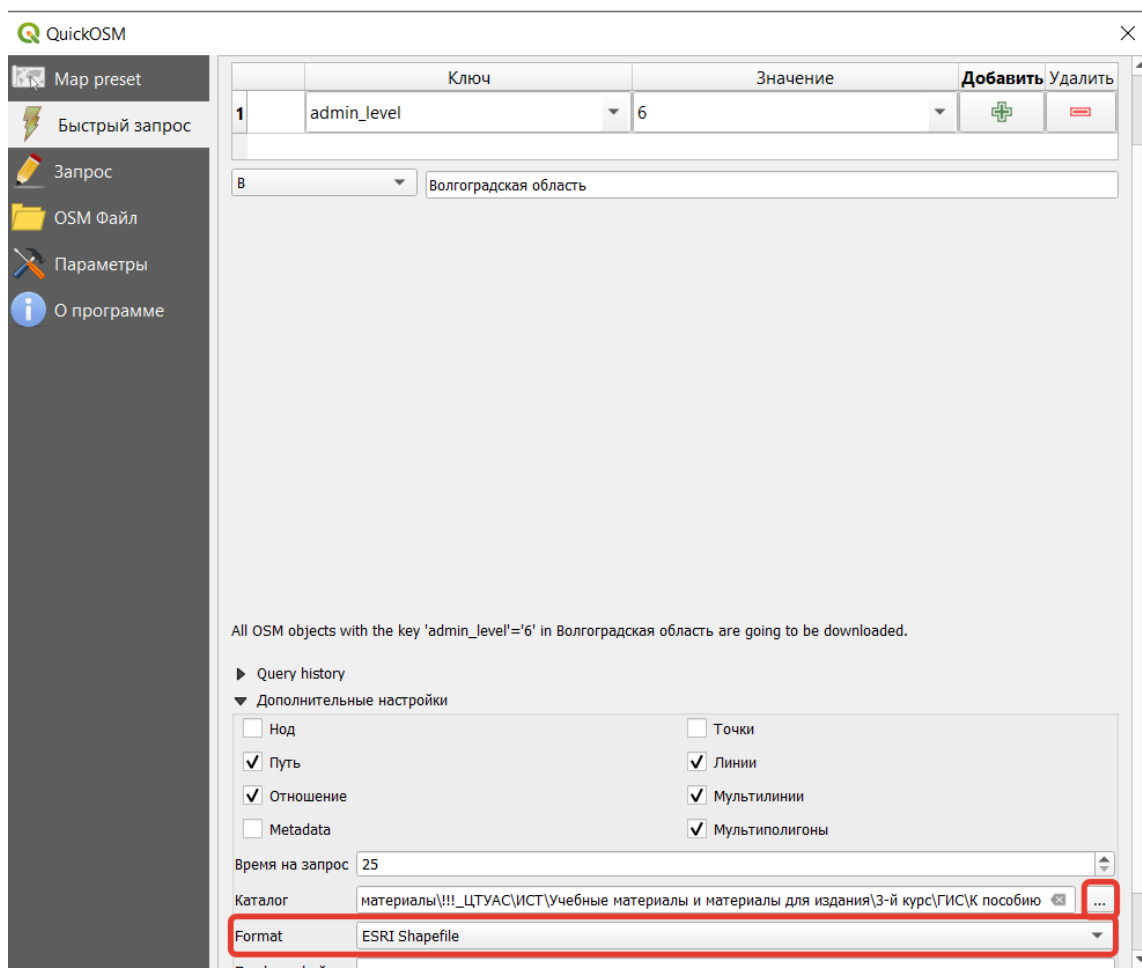 QuickOSM
Map preset
Быстрый запрос
Запрос
OSM Файл
Параметры
О программе
Ключ Значение Добавить Удалить
1 admin_level 6
В Волгоградская область
All OSM objects with the key 'admin_level'='6' in Волгоградская область are going to be downloaded.
Query history
Дополнительные настройки
Нод Точки
Путь Линии
Отношение Мультилинии
Metadata Мультиполигоны
Время на запрос 25
Каталог материалы\!!!_ЦТУАС\ИСТ\Учебные материалы и материалы для издания\3-й курс\ГИС\К пособию ...
Format ESRI Shapefile